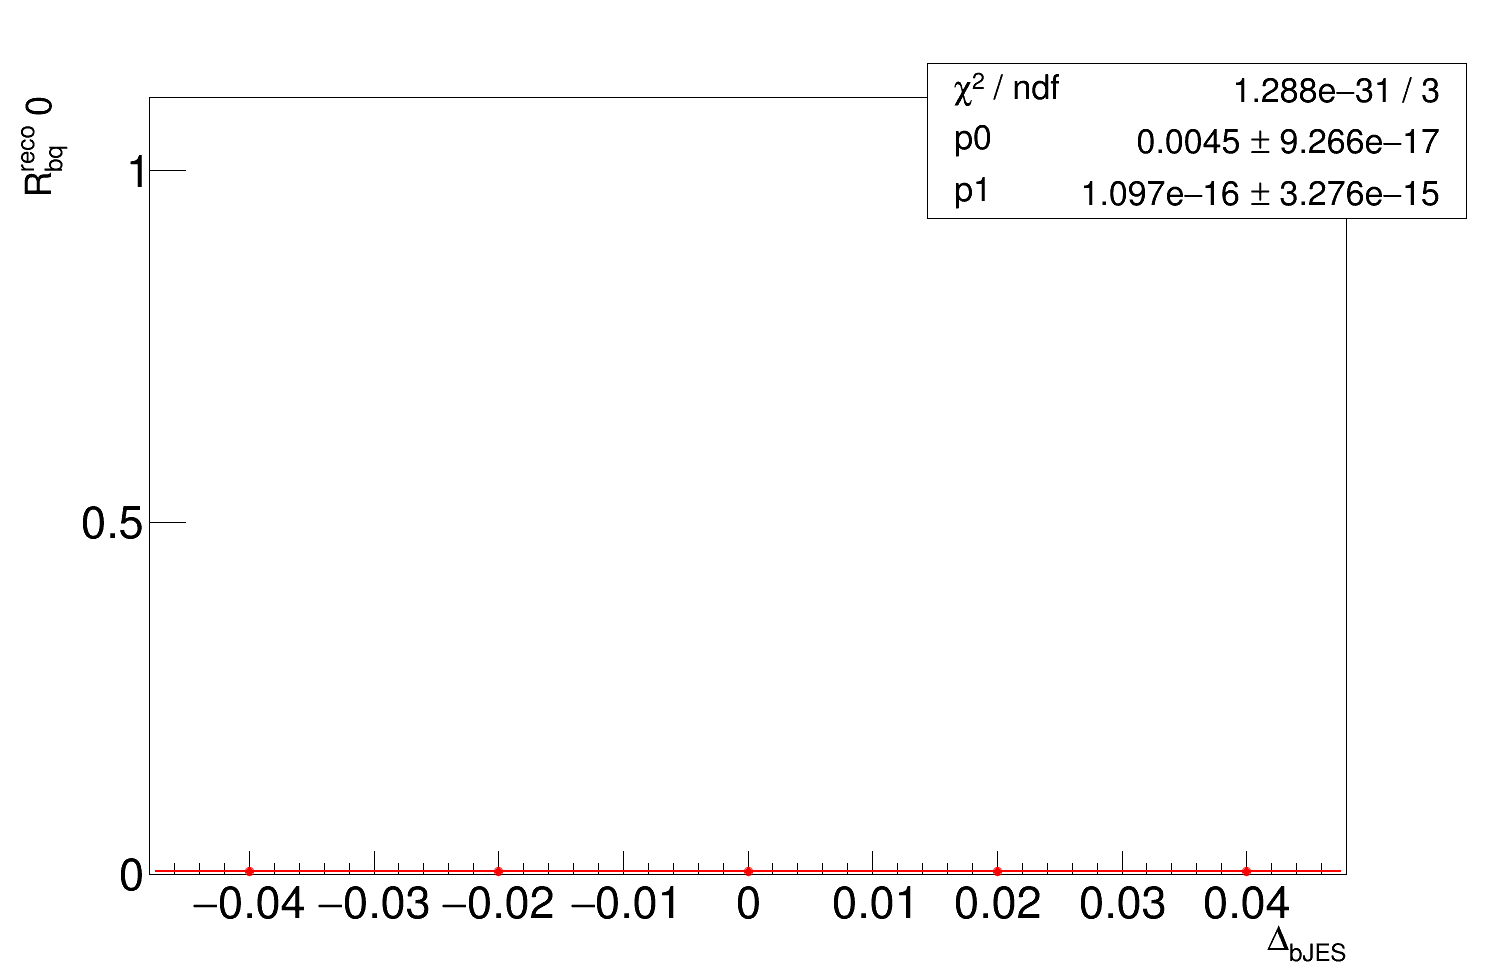 χ² / ndf 1.288e−31 / 3
p0 0.0045 ± 9.266e−17
p1 1.097e−16 ± 3.276e−15
R_bq^reco 0
1
0.5
0
−0.04 −0.03 −0.02 −0.01 0 0.01 0.02 0.03 0.04
Δ_bJES